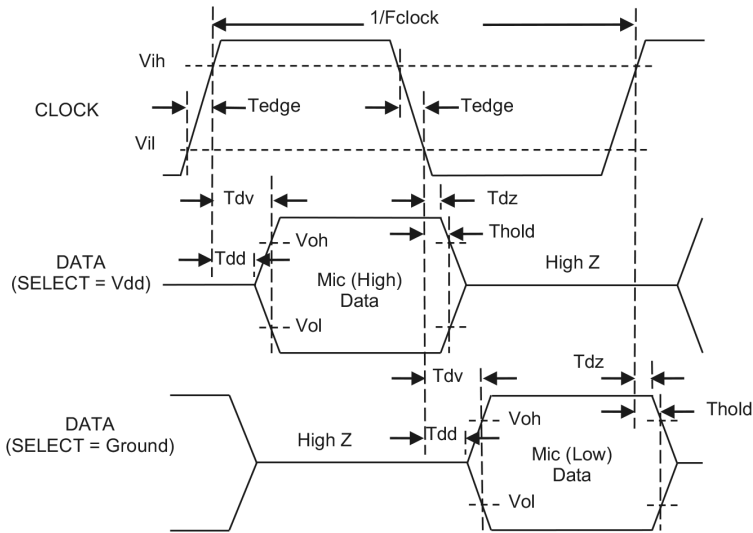 1/Fclock
Vih
CLOCK
Tedge
Tedge
Vil
Tdv
Tdz
Voh
Thold
Tdd
DATA
(SELECT = Vdd)
Mic (High)
Data
High Z
Vol
Tdv
Tdz
DATA
(SELECT = Ground)
High Z
Tdd
Voh
Thold
Mic (Low)
Data
Vol